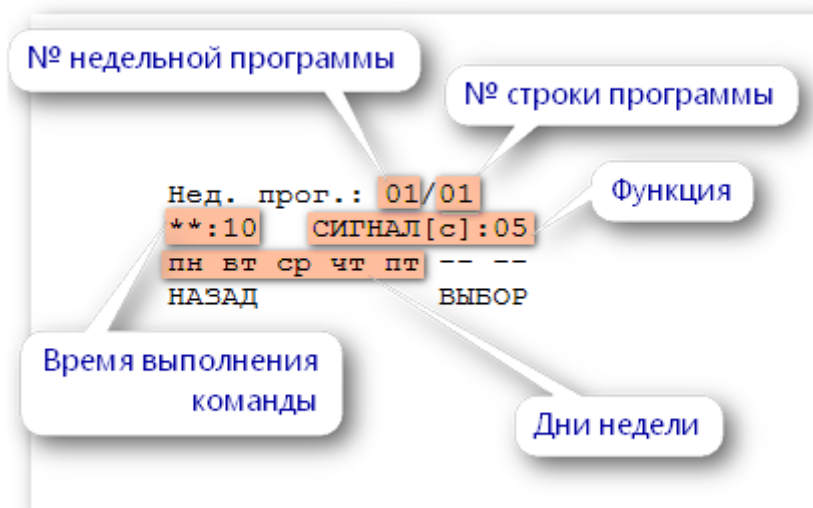 № недельной программы
№ строки программы
Нед. прог.: 01/01
Функция
**:10 СИГНАЛ[с]:05
пн вт ср чт пт -- --
НАЗАД ВЫБОР
Время выполнения
команды
Дни недели